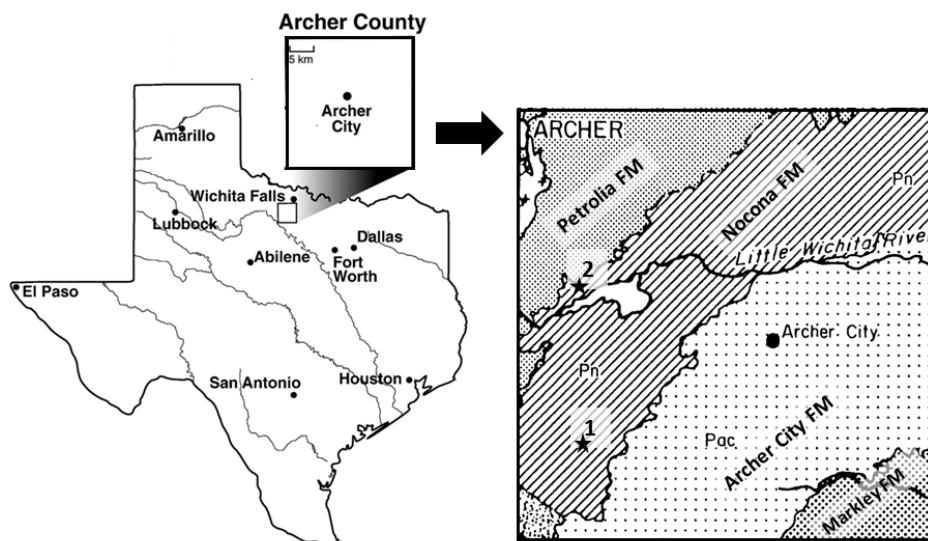 Archer County
5 km
Archer
City
Amarillo
Wichita Falls
Lubbock
Dallas
Abilene
Fort
Worth
El Paso
San Antonio
Houston
ARCHER
Petrolia FM
Nocona FM
Pn
Little Wichita River
2
Archer City
Pn
1
Pac
Archer City FM
Markley FM